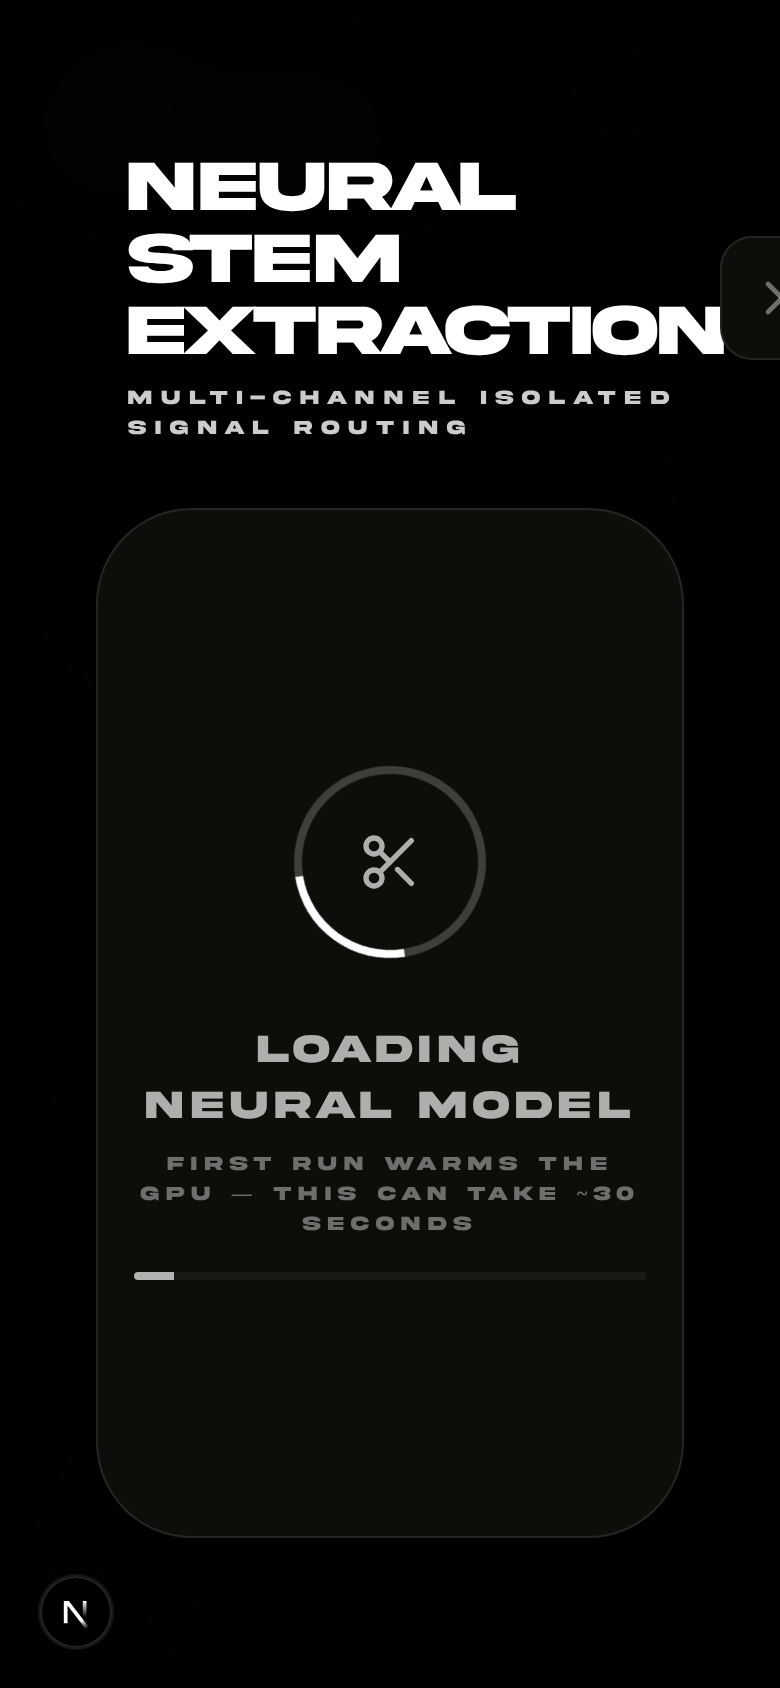 NEURAL
STEM
EXTRACTION
MULTI-CHANNEL ISOLATED
SIGNAL ROUTING
LOADING
NEURAL MODEL
FIRST RUN WARMS THE
GPU — THIS CAN TAKE ~30
SECONDS
N